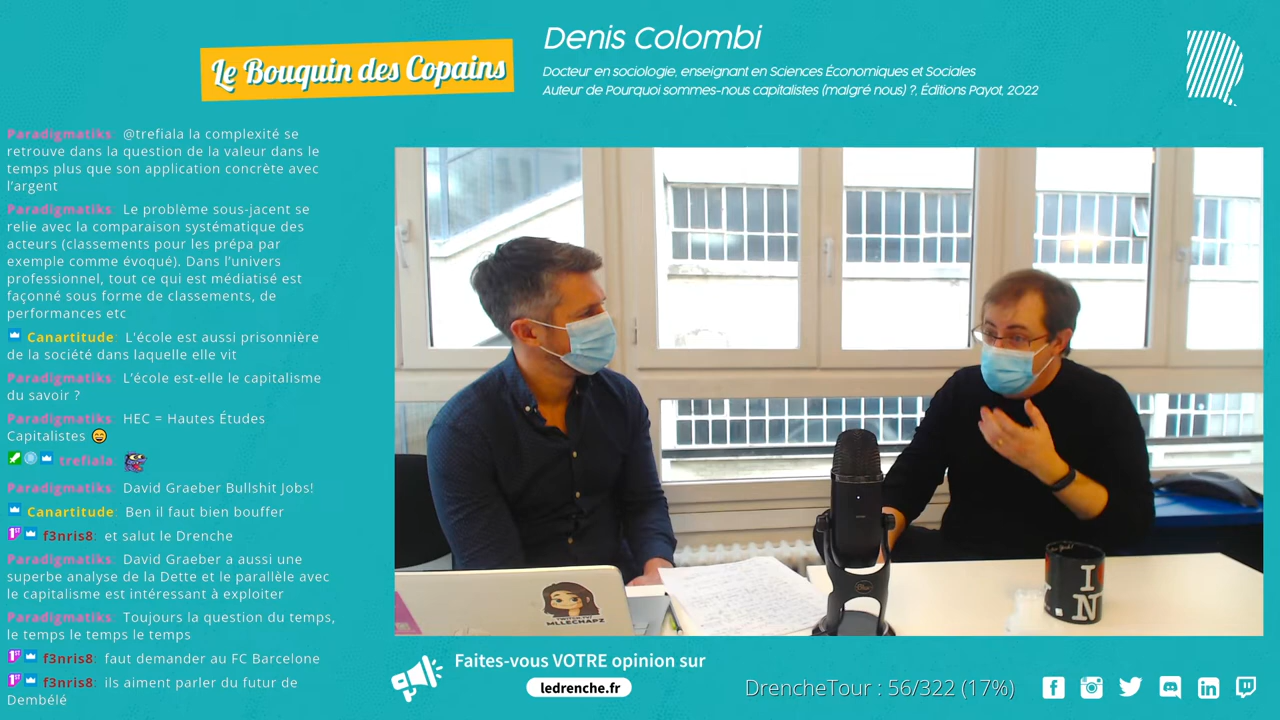 Le Bouquin des Copains
Denis Colombi
Docteur en sociologie, enseignant en Sciences Économiques et Sociales
Auteur de Pourquoi sommes-nous capitalistes (malgré nous) ?, Éditions Payot, 2022
Paradigmatiks: @trefiala la complexité se
retrouve dans la question de la valeur dans le
temps plus que son application concrète avec
l'argent
Paradigmatiks: Le problème sous-jacent se
relie avec la comparaison systématique des
acteurs (classements pour les prépa par
exemple comme évoqué). Dans l'univers
professionnel, tout ce qui est médiatisé est
façonné sous forme de classements, de
performances etc
Canartitude: L'école est aussi prisonnière
de la société dans laquelle elle vit
Paradigmatiks: L'école est-elle le capitalisme
du savoir ?
Paradigmatiks: HEC = Hautes Études
Capitalistes 😄
trefiala:
Paradigmatiks: David Graeber Bullshit Jobs!
Canartitude: Ben il faut bien bouffer
1ST f3nris8: et salut le Drenche
Paradigmatiks: David Graeber a aussi une
superbe analyse de la Dette et le parallèle avec
le capitalisme est intéressant à exploiter
Paradigmatiks: Toujours la question du temps,
le temps le temps le temps
1ST f3nris8: faut demander au FC Barcelone
1ST f3nris8: ils aiment parler du futur de
Dembélé
MLLECHAPZ
I
N
Faites-vous VOTRE opinion sur
ledrenche.fr
DrencheTour : 56/322 (17%)